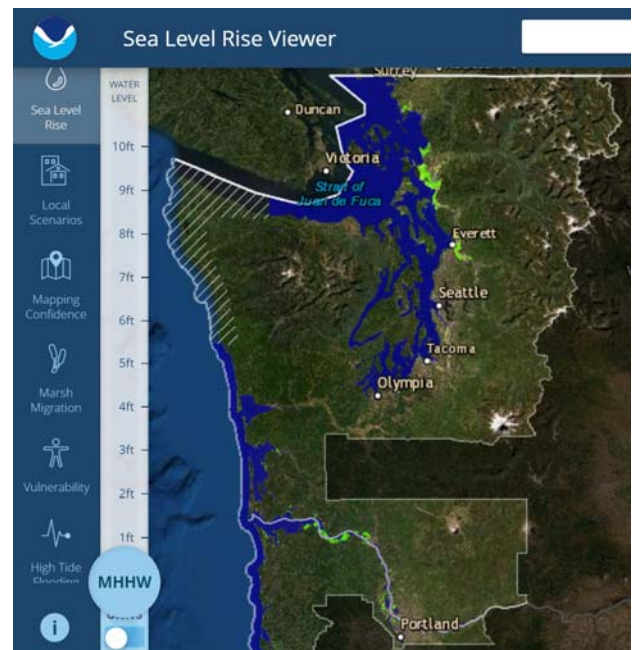 Sea Level Rise Viewer
Sea Level
Rise
Local
Scenarios
Mapping
Confidence
Marsh
Migration
Vulnerability
High Tide
Flooding
i
WATER
LEVEL
10ft
9ft
8ft
7ft
6ft
5ft
4ft
3ft
2ft
1ft
MHHW
Surrey
Duncan
Victoria
Strait of
Juan de Fuca
Everett
Seattle
Tacoma
Olympia
Portland